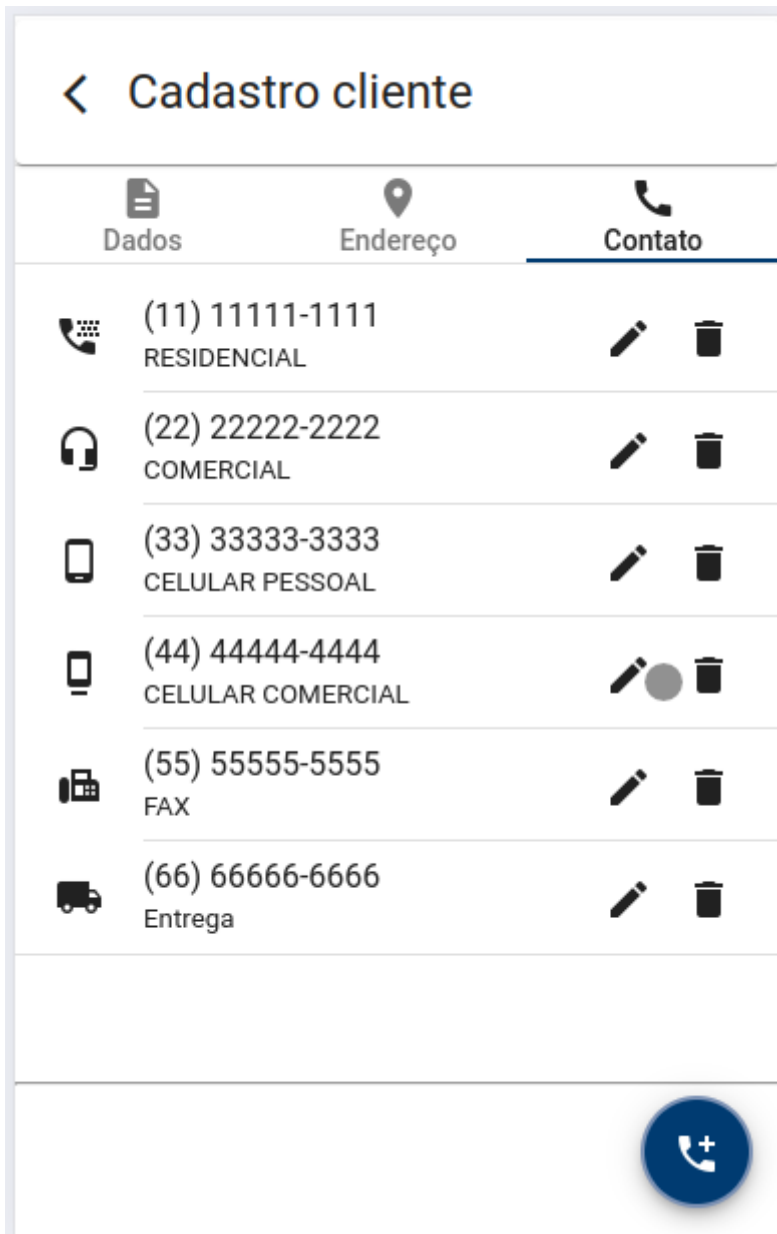 Cadastro cliente
Dados
Endereço
Contato
(11) 11111-1111
RESIDENCIAL
(22) 22222-2222
COMERCIAL
(33) 33333-3333
CELULAR PESSOAL
(44) 44444-4444
CELULAR COMERCIAL
(55) 55555-5555
FAX
(66) 66666-6666
Entrega